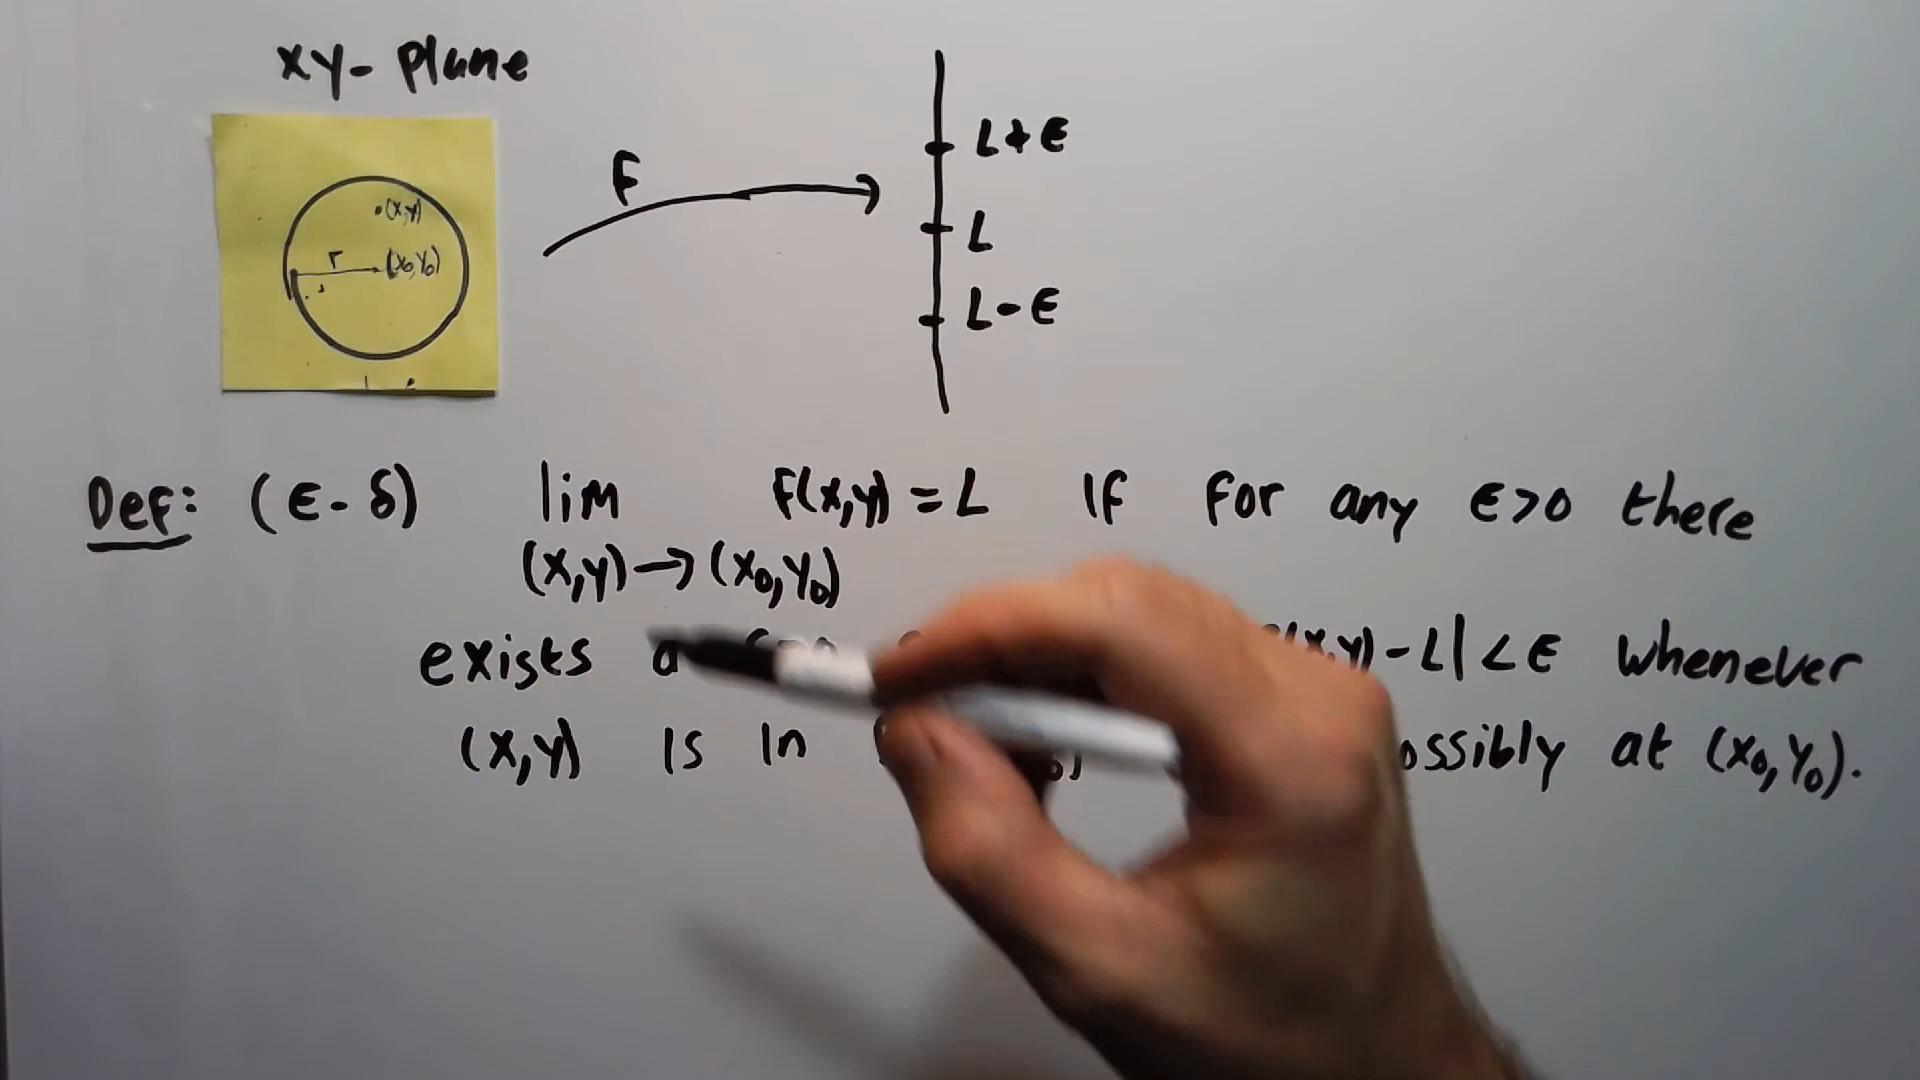 xy- plane
(x,y)
r (x0,y0)
F
L+ε
L
L-ε
Def: (ε-δ) lim F(x,y) = L If for any ε>0 there
(x,y)→(x0,y0)
exists a (x,y)-L|<ε whenever
(x,y) is in ossibly at (x0,y0).